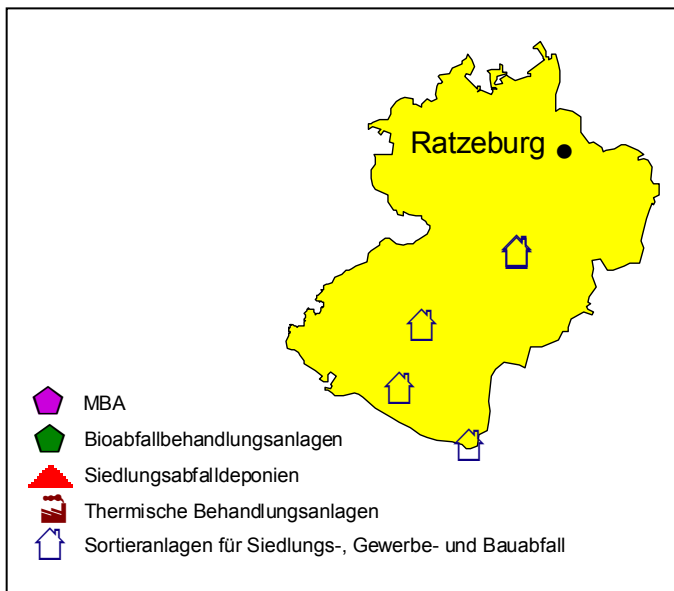 Ratzeburg
MBA
Bioabfallbehandlungsanlagen
Siedlungsabfalldeponien
Thermische Behandlungsanlagen
Sortieranlagen für Siedlungs-, Gewerbe- und Bauabfall